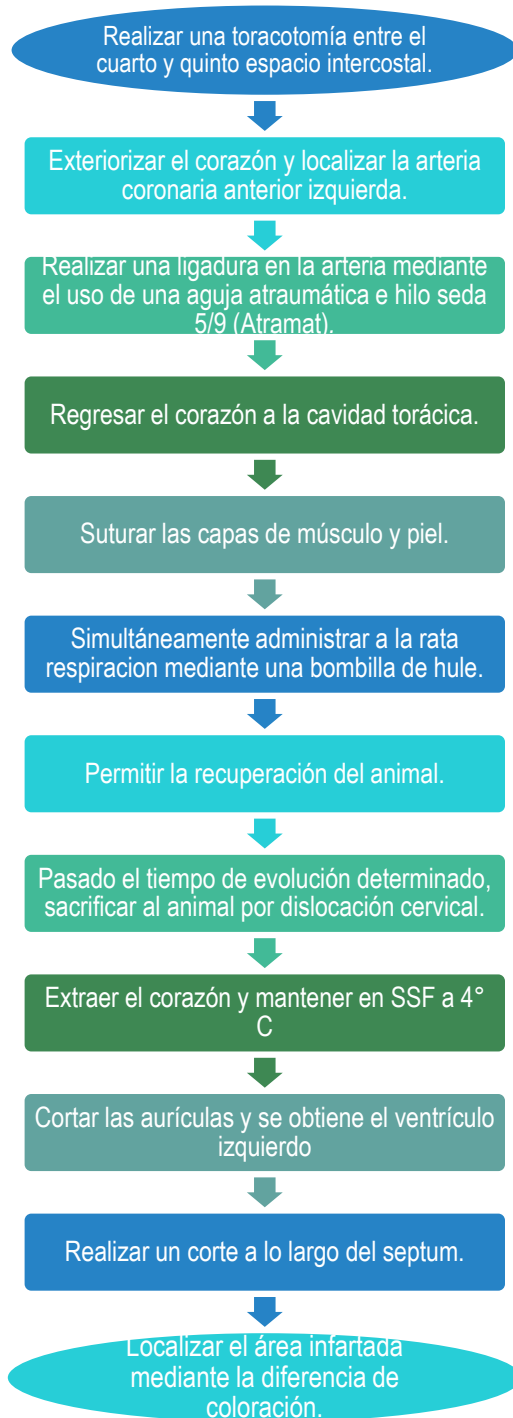 Realizar una toracotomía entre el
cuarto y quinto espacio intercostal.
Exteriorizar el corazón y localizar la arteria
coronaria anterior izquierda.
Realizar una ligadura en la arteria mediante
el uso de una aguja atraumática e hilo seda
5/9 (Atramat).
Regresar el corazón a la cavidad torácica.
Suturar las capas de músculo y piel.
Simultáneamente administrar a la rata
respiracion mediante una bombilla de hule.
Permitir la recuperación del animal.
Pasado el tiempo de evolución determinado,
sacrificar al animal por dislocación cervical.
Extraer el corazón y mantener en SSF a 4°
C
Cortar las aurículas y se obtiene el ventrículo
izquierdo
Realizar un corte a lo largo del septum.
Localizar el área infartada
mediante la diferencia de
coloración.